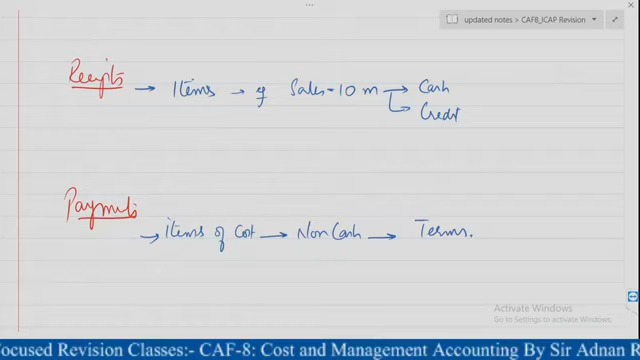 updated notes > CAF8_ICAP Revision
Receipts → Items → of Sales = 10 m → Cash
Credit
Payments
→ Items of Cost → Non Cash → Terms.
Activate Windows
Go to Settings to activate Windows.
Focused Revision Classes:- CAF-8: Cost and Management Accounting By Sir Adnan R